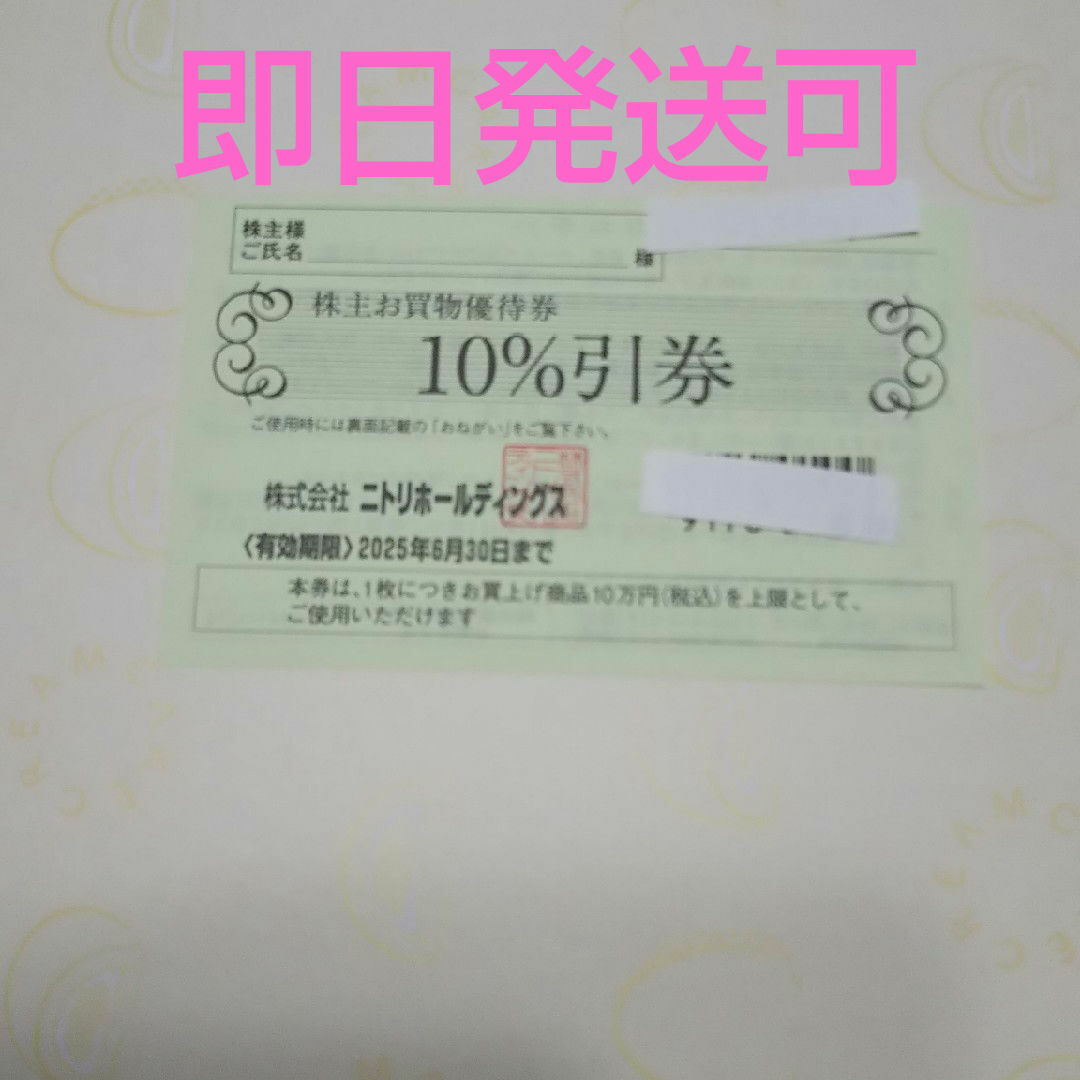 即日発送可
株主様
ご氏名 様
株主お買物優待券
10%引券
ご使用時には裏面記載の「おねがい」をご覧下さい。
株式会社 ニトリホールディングス
〈有効期限〉2025年6月30日まで
本券は、1枚につきお買上げ商品10万円(税込)を上限として、
ご使用いただけます